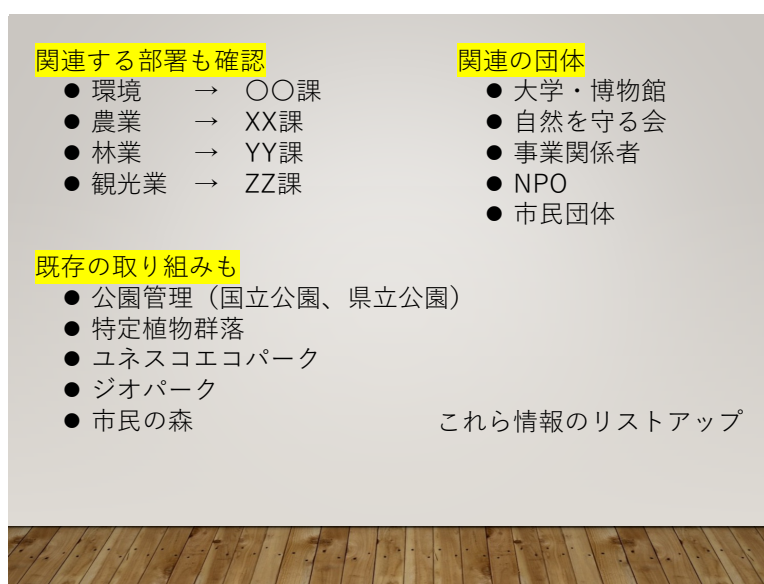 関連する部署も確認
● 環境 → 〇〇課
● 農業 → XX課
● 林業 → YY課
● 観光業 → ZZ課
関連の団体
● 大学・博物館
● 自然を守る会
● 事業関係者
● NPO
● 市民団体
既存の取り組みも
● 公園管理（国立公園、県立公園）
● 特定植物群落
● ユネスコエコパーク
● ジオパーク
● 市民の森
これら情報のリストアップ